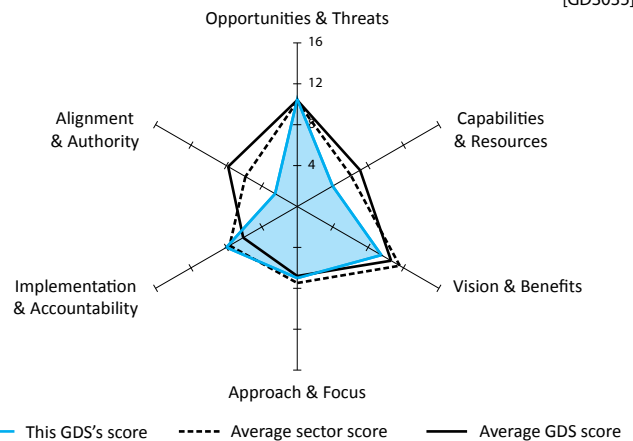 Opportunities & Threats
16
12
4
Alignment
& Authority
Capabilities
& Resources
Implementation
& Accountability
Vision & Benefits
Approach & Focus
This GDS's score
Average sector score
Average GDS score